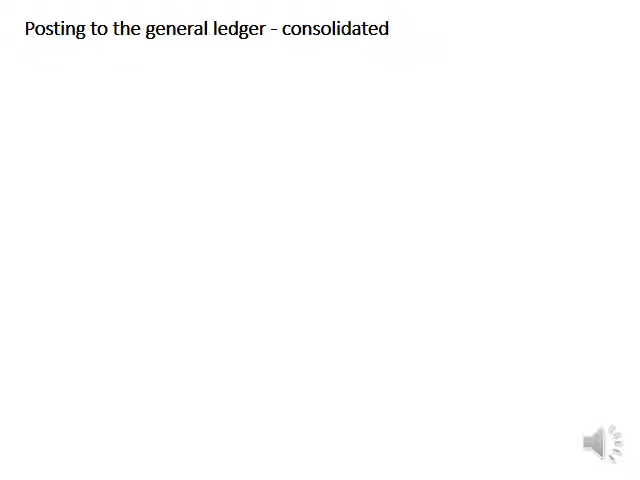 Posting to the general ledger - consolidated